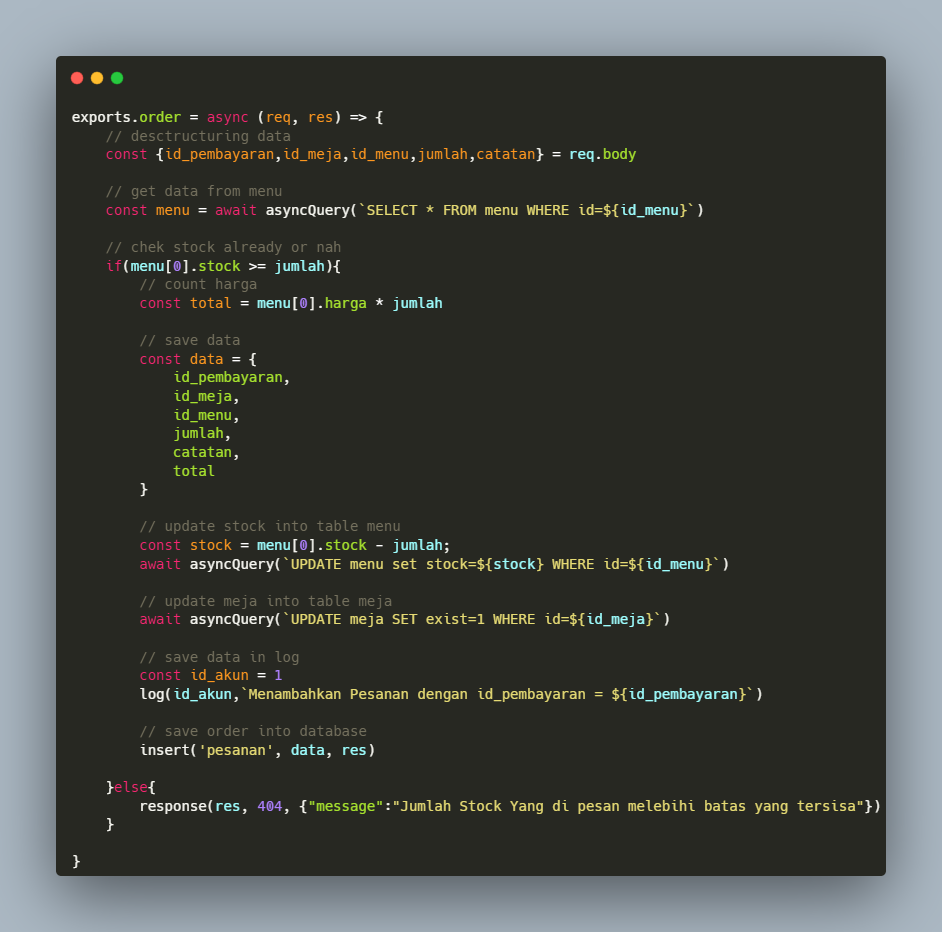 exports.order = async (req, res) => {
    // desctructuring data
    const {id_pembayaran,id_meja,id_menu,jumlah,catatan} = req.body

    // get data from menu
    const menu = await asyncQuery(`SELECT * FROM menu WHERE id=${id_menu}`)

    // chek stock already or nah
    if(menu[0].stock >= jumlah){
        // count harga
        const total = menu[0].harga * jumlah

        // save data
        const data = {
            id_pembayaran,
            id_meja,
            id_menu,
            jumlah,
            catatan,
            total
        }

        // update stock into table menu
        const stock = menu[0].stock - jumlah;
        await asyncQuery(`UPDATE menu set stock=${stock} WHERE id=${id_menu}`)

        // update meja into table meja
        await asyncQuery(`UPDATE meja SET exist=1 WHERE id=${id_meja}`)

        // save data in log
        const id_akun = 1
        log(id_akun,`Menambahkan Pesanan dengan id_pembayaran = ${id_pembayaran}`)

        // save order into database
        insert('pesanan', data, res)

    }else{
        response(res, 404, {"message":"Jumlah Stock Yang di pesan melebihi batas yang tersisa"})
    }

}